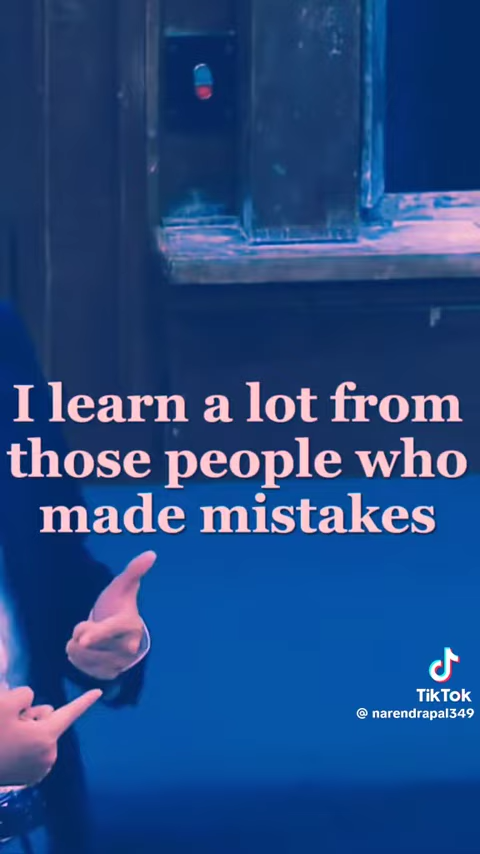 I learn a lot from
those people who
made mistakes
TikTok
@ narendrapal349